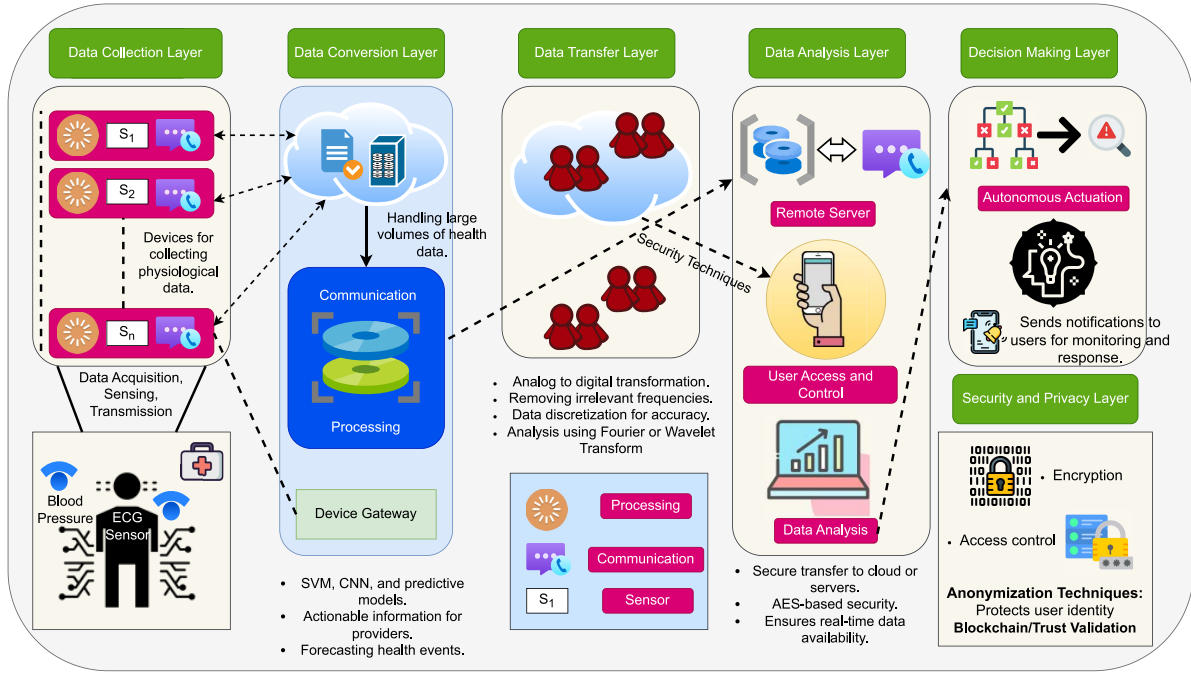 Data Collection Layer
Data Conversion Layer
Data Transfer Layer
Data Analysis Layer
Decision Making Layer
S1
S2
Devices for
collecting
physiological
data.
Sn
Data Acquisition,
Sensing,
Transmission
Blood
Pressure
ECG
Sensor
Handling large
volumes of health
data.
Communication
Processing
Device Gateway
• SVM, CNN, and predictive
models.
• Actionable information for
providers.
• Forecasting health events.
Security Techniques
• Analog to digital transformation.
• Removing irrelevant frequencies.
• Data discretization for accuracy.
• Analysis using Fourier or Wavelet
Transform
Processing
Communication
S1
Sensor
Remote Server
User Access and
Control
Data Analysis
• Secure transfer to cloud or
servers.
• AES-based security.
• Ensures real-time data
availability.
Autonomous Actuation
Sends notifications to
users for monitoring and
response.
Security and Privacy Layer
• Encryption
• Access control
Anonymization Techniques:
Protects user identity
Blockchain/Trust Validation